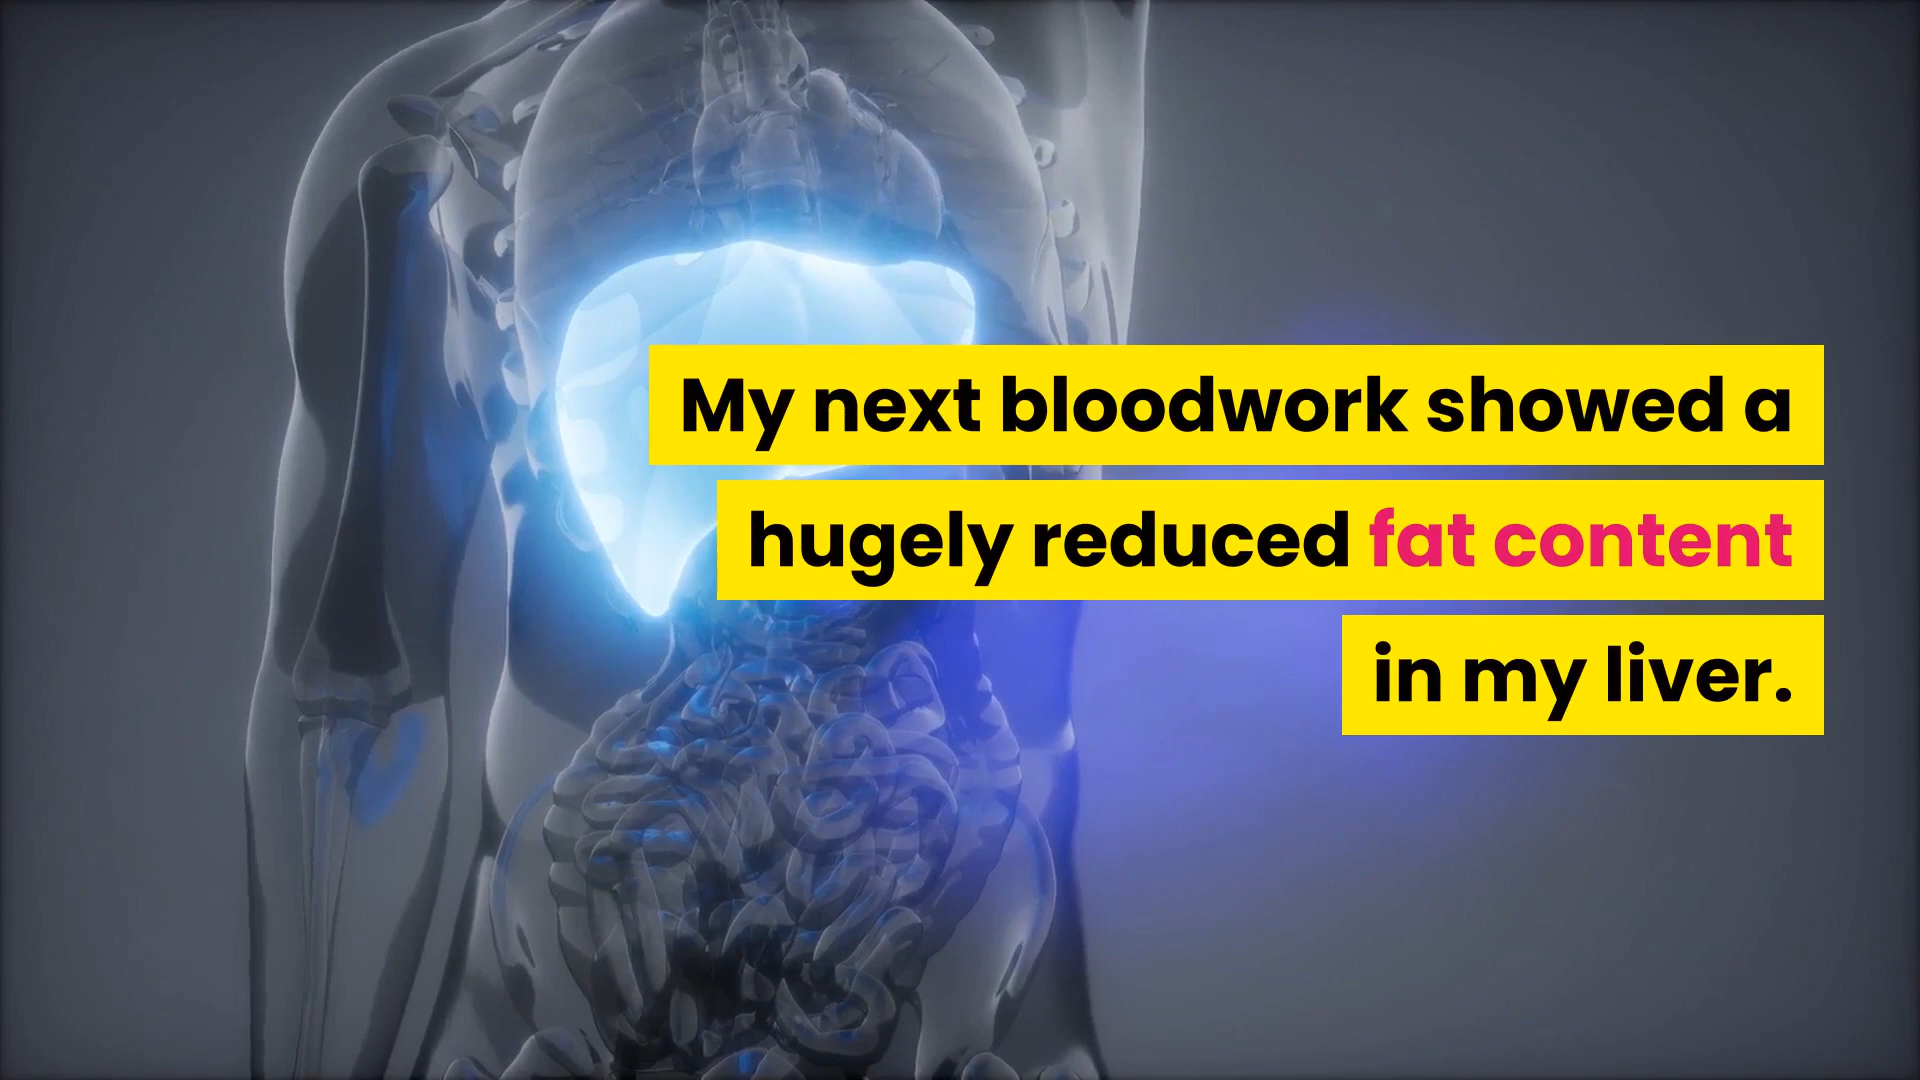 My next bloodwork showed a
hugely reduced fat content
in my liver.